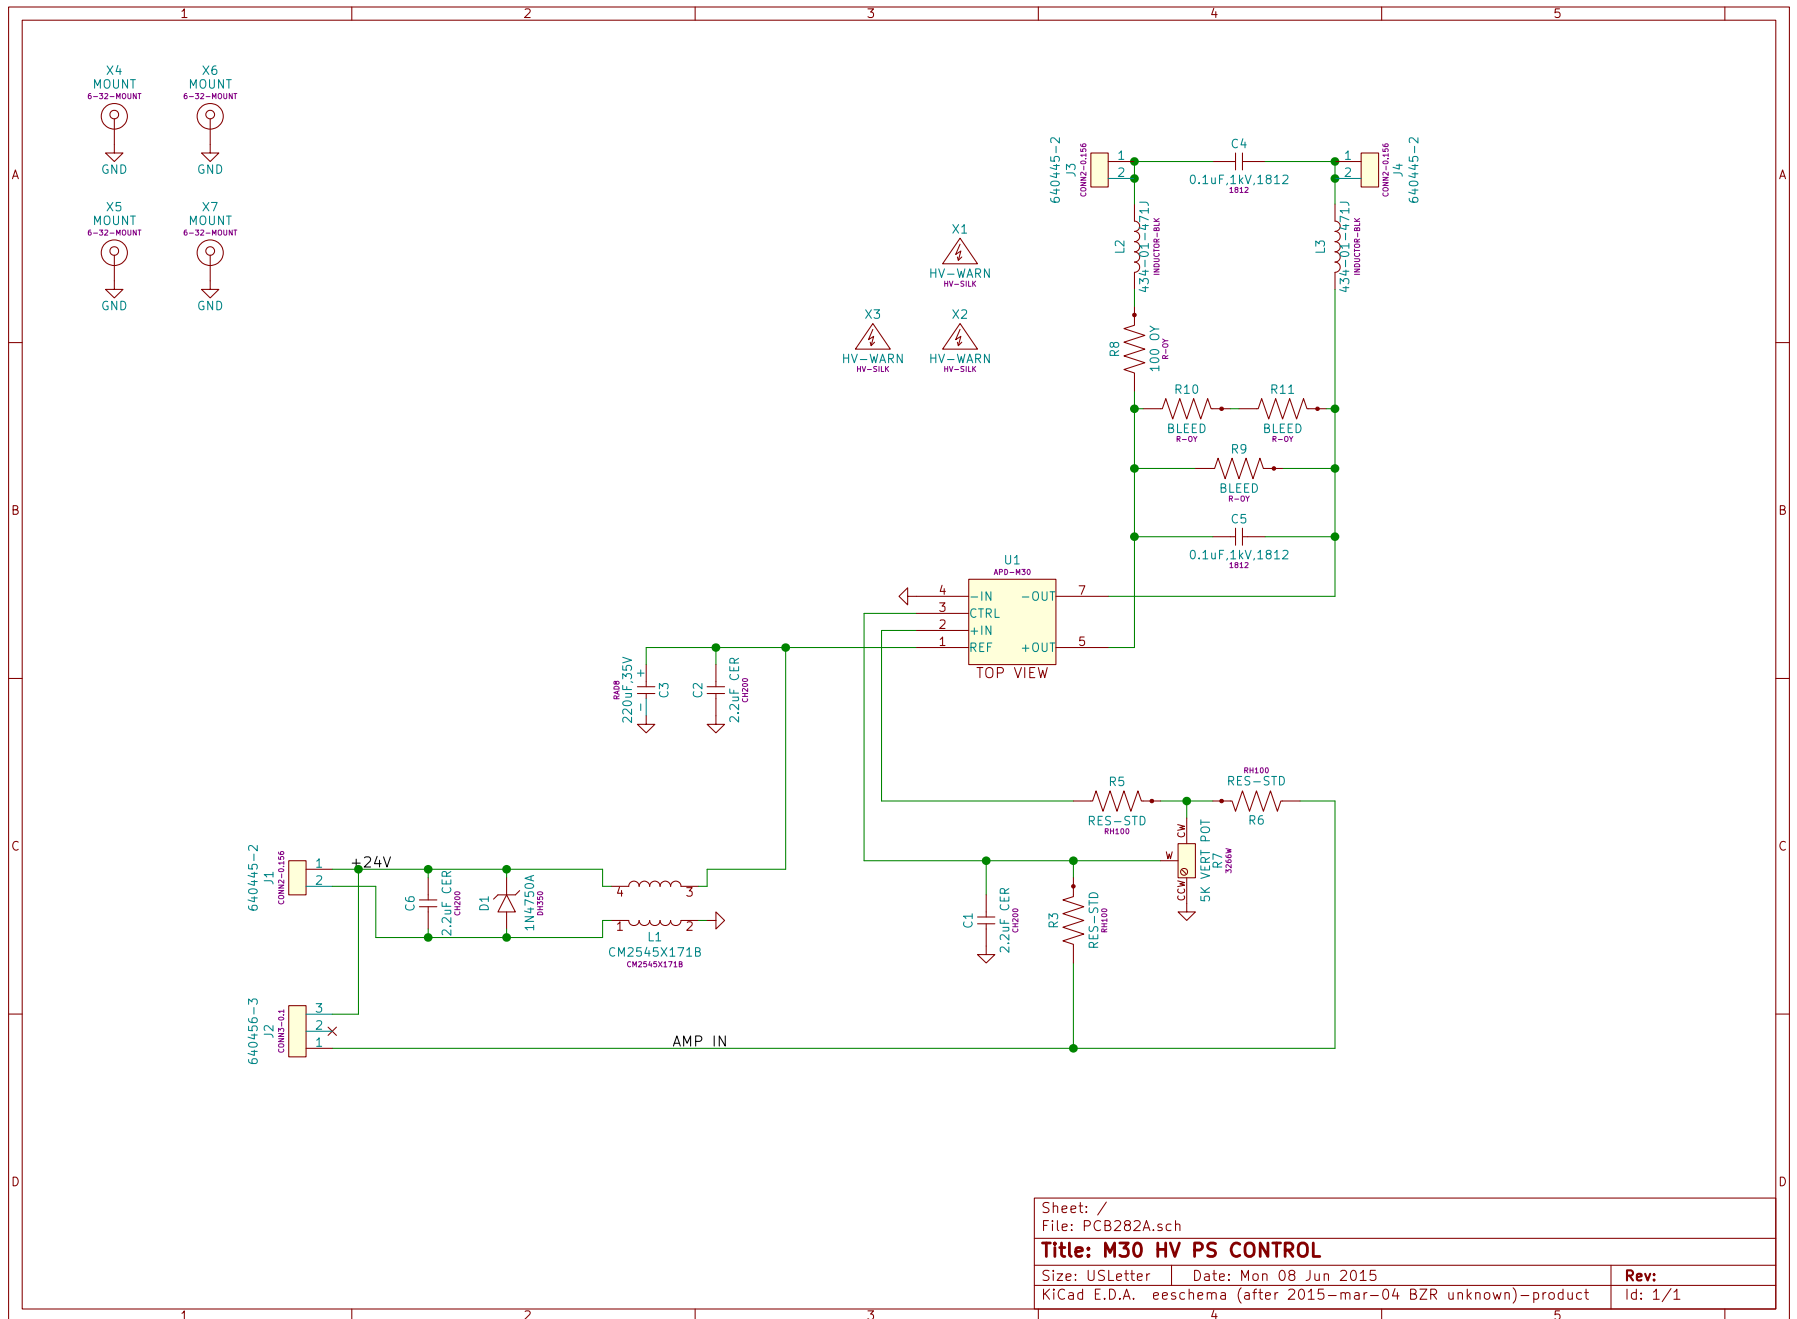 1 2 3 4 5
X4
MOUNT
6-32-MOUNT
GND
X6
MOUNT
6-32-MOUNT
GND
A
A
X5
MOUNT
6-32-MOUNT
GND
X7
MOUNT
6-32-MOUNT
GND
640445-2
J3
CONN2-0.156
1
2
C4
0.1uF,1kV,1812
1812
1
2
J4
CONN2-0.156
640445-2
L2
434-01-471J
INDUCTOR-BLK
L3
434-01-471J
INDUCTOR-BLK
X1
HV-WARN
HV-SILK
X3
HV-WARN
HV-SILK
X2
HV-WARN
HV-SILK
R8
100 OY
R-OY
R10
BLEED
R-OY
R11
BLEED
R-OY
R9
BLEED
R-OY
B
B
C5
0.1uF,1kV,1812
1812
U1
APD-M30
4 -IN
3 CTRL
2 +IN
1 REF
-OUT 7
+OUT 5
TOP VIEW
RAD8
220uF,35V
+
-
C3
C2
2.2uF CER
CH200
R5
RES-STD
RH100
RH100
RES-STD
R6
CW
W
CCW
5K VERT POT
R7
3266W
C
C
640445-2
J1
CONN2-0.156
1
2
+24V
C6
2.2uF CER
CH200
D1
1N4750A
DH350
4 3
1 2
L1
CM2545X171B
CM2545X171B
C1
2.2uF CER
CH200
R3
RES-STD
RH100
640456-3
J2
CONN3-0.1
3
2
1
AMP IN
D
D
Sheet: /
File: PCB282A.sch
Title: M30 HV PS CONTROL
Size: USLetter Date: Mon 08 Jun 2015 Rev:
KiCad E.D.A. eeschema (after 2015-mar-04 BZR unknown)-product Id: 1/1
1 2 3 4 5